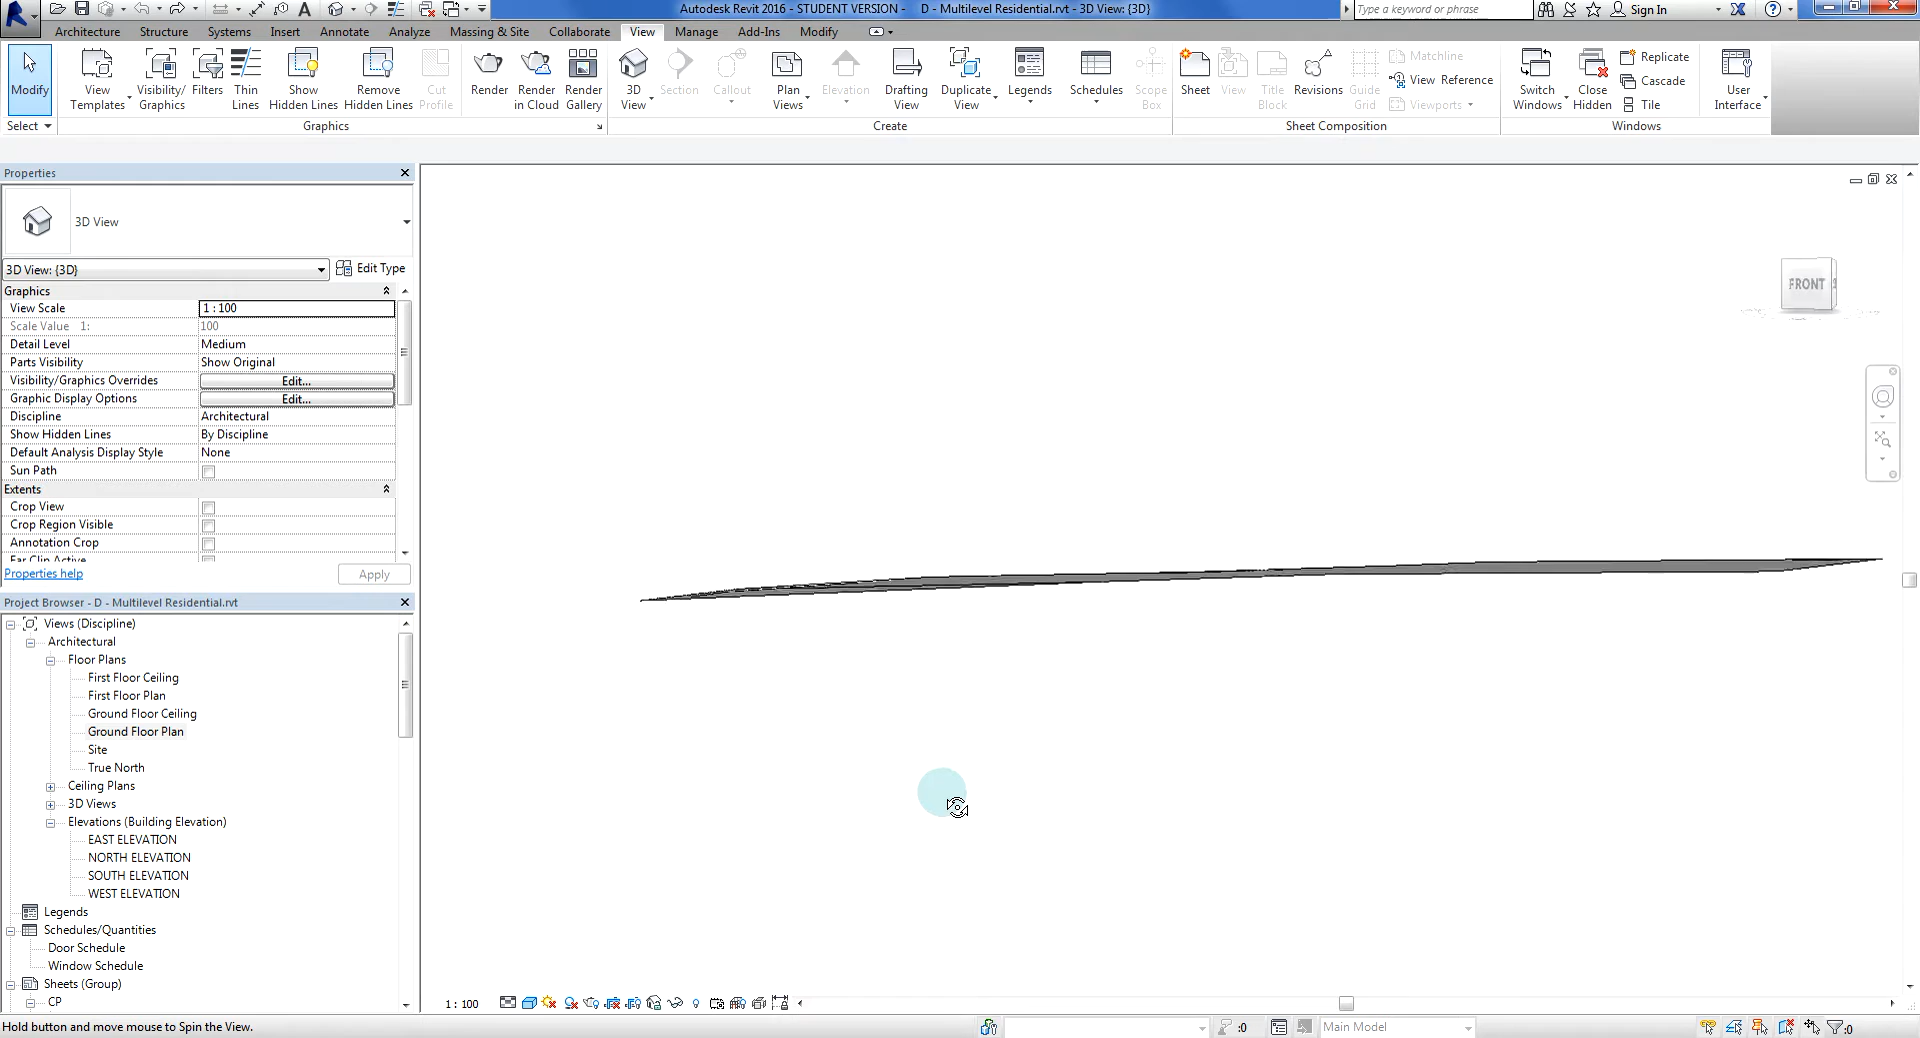 Autodesk Revit 2016 - STUDENT VERSION - D - Multilevel Residential.rvt - 3D View: {3D}
Type a keyword or phrase
Sign In
Architecture Structure Systems Insert Annotate Analyze Massing & Site Collaborate View Manage Add-Ins Modify
Modify
View Templates
Visibility/ Graphics
Filters
Thin Lines
Show Hidden Lines
Remove Hidden Lines
Cut Profile
Render
Render in Cloud
Render Gallery
3D View
Section
Callout
Plan Views
Elevation
Drafting View
Duplicate View
Legends
Schedules
Scope Box
Sheet
View
Title Block
Revisions
Guide Grid
Matchline
View Reference
Viewports
Switch Windows
Close Hidden
Replicate
Cascade
Tile
User Interface
Select
Graphics
Create
Sheet Composition
Windows
Properties
3D View
3D View: {3D}
Edit Type
Graphics
View Scale 1 : 100
Scale Value 1: 100
Detail Level Medium
Parts Visibility Show Original
Visibility/Graphics Overrides Edit...
Graphic Display Options Edit...
Discipline Architectural
Show Hidden Lines By Discipline
Default Analysis Display Style None
Sun Path
Extents
Crop View
Crop Region Visible
Annotation Crop
Far Clip Active
Properties help
Apply
Project Browser - D - Multilevel Residential.rvt
Views (Discipline)
Architectural
Floor Plans
First Floor Ceiling
First Floor Plan
Ground Floor Ceiling
Ground Floor Plan
Site
True North
Ceiling Plans
3D Views
Elevations (Building Elevation)
EAST ELEVATION
NORTH ELEVATION
SOUTH ELEVATION
WEST ELEVATION
Legends
Schedules/Quantities
Door Schedule
Window Schedule
Sheets (Group)
CP
FRONT
1 : 100
Hold button and move mouse to Spin the View.
:0
Main Model
:0